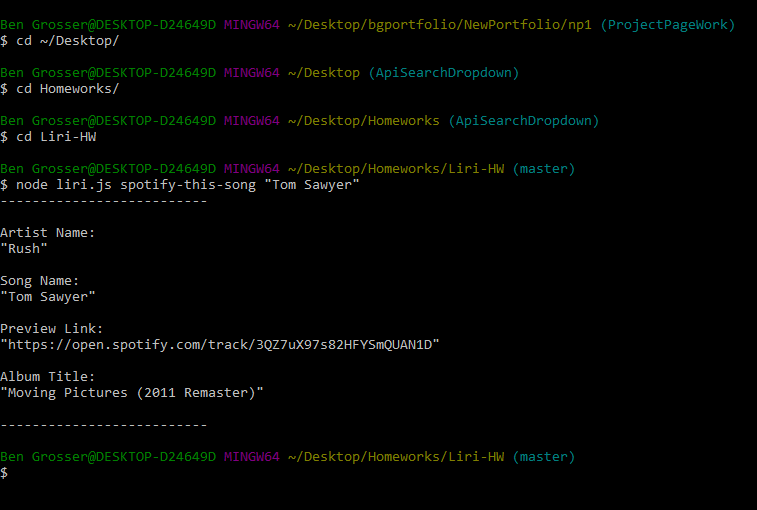 Ben Grosser@DESKTOP-D24649D MINGW64 ~/Desktop/bgportfolio/NewPortfolio/np1 (ProjectPageWork)
$ cd ~/Desktop/
Ben Grosser@DESKTOP-D24649D MINGW64 ~/Desktop (ApiSearchDropdown)
$ cd Homeworks/
Ben Grosser@DESKTOP-D24649D MINGW64 ~/Desktop/Homeworks (ApiSearchDropdown)
$ cd Liri-HW
Ben Grosser@DESKTOP-D24649D MINGW64 ~/Desktop/Homeworks/Liri-HW (master)
$ node liri.js spotify-this-song "Tom Sawyer"
--------------------------
Artist Name:
"Rush"
Song Name:
"Tom Sawyer"
Preview Link:
"https://open.spotify.com/track/3QZ7uX97s82HFYSmQUAN1D"
Album Title:
"Moving Pictures (2011 Remaster)"
--------------------------
Ben Grosser@DESKTOP-D24649D MINGW64 ~/Desktop/Homeworks/Liri-HW (master)
$